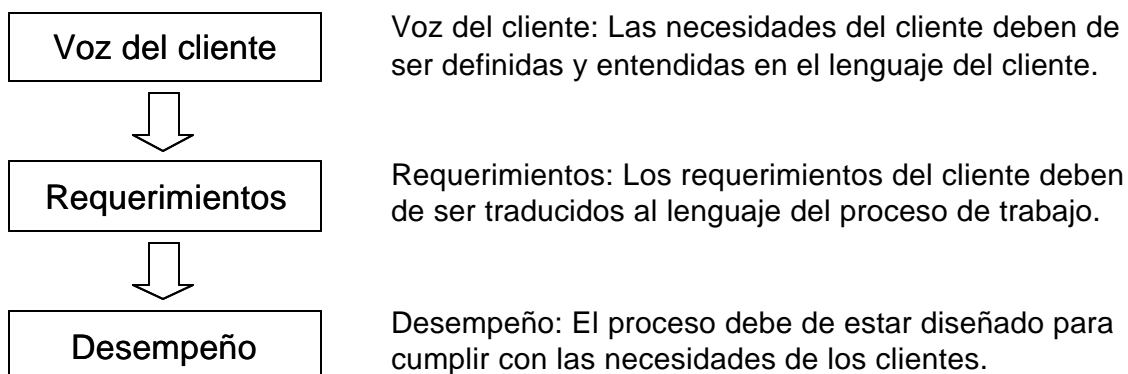 Voz del cliente
Voz del cliente: Las necesidades del cliente deben de
ser definidas y entendidas en el lenguaje del cliente.
Requerimientos
Requerimientos: Los requerimientos del cliente deben
de ser traducidos al lenguaje del proceso de trabajo.
Desempeño
Desempeño: El proceso debe de estar diseñado para
cumplir con las necesidades de los clientes.